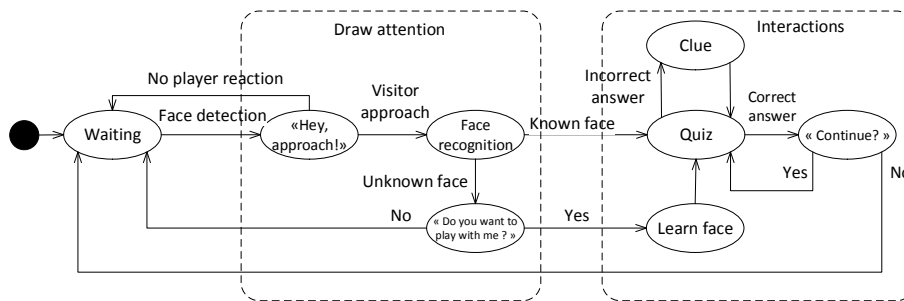 Draw attention
Interactions
Clue
No player reaction
Visitor
approach
Incorrect
answer
Correct
answer
Waiting
Face detection
«Hey,
approach!»
Face
recognition
Known face
Quiz
« Continue? »
Unknown face
Yes
No
No
« Do you want to
play with me ? »
Yes
Learn face